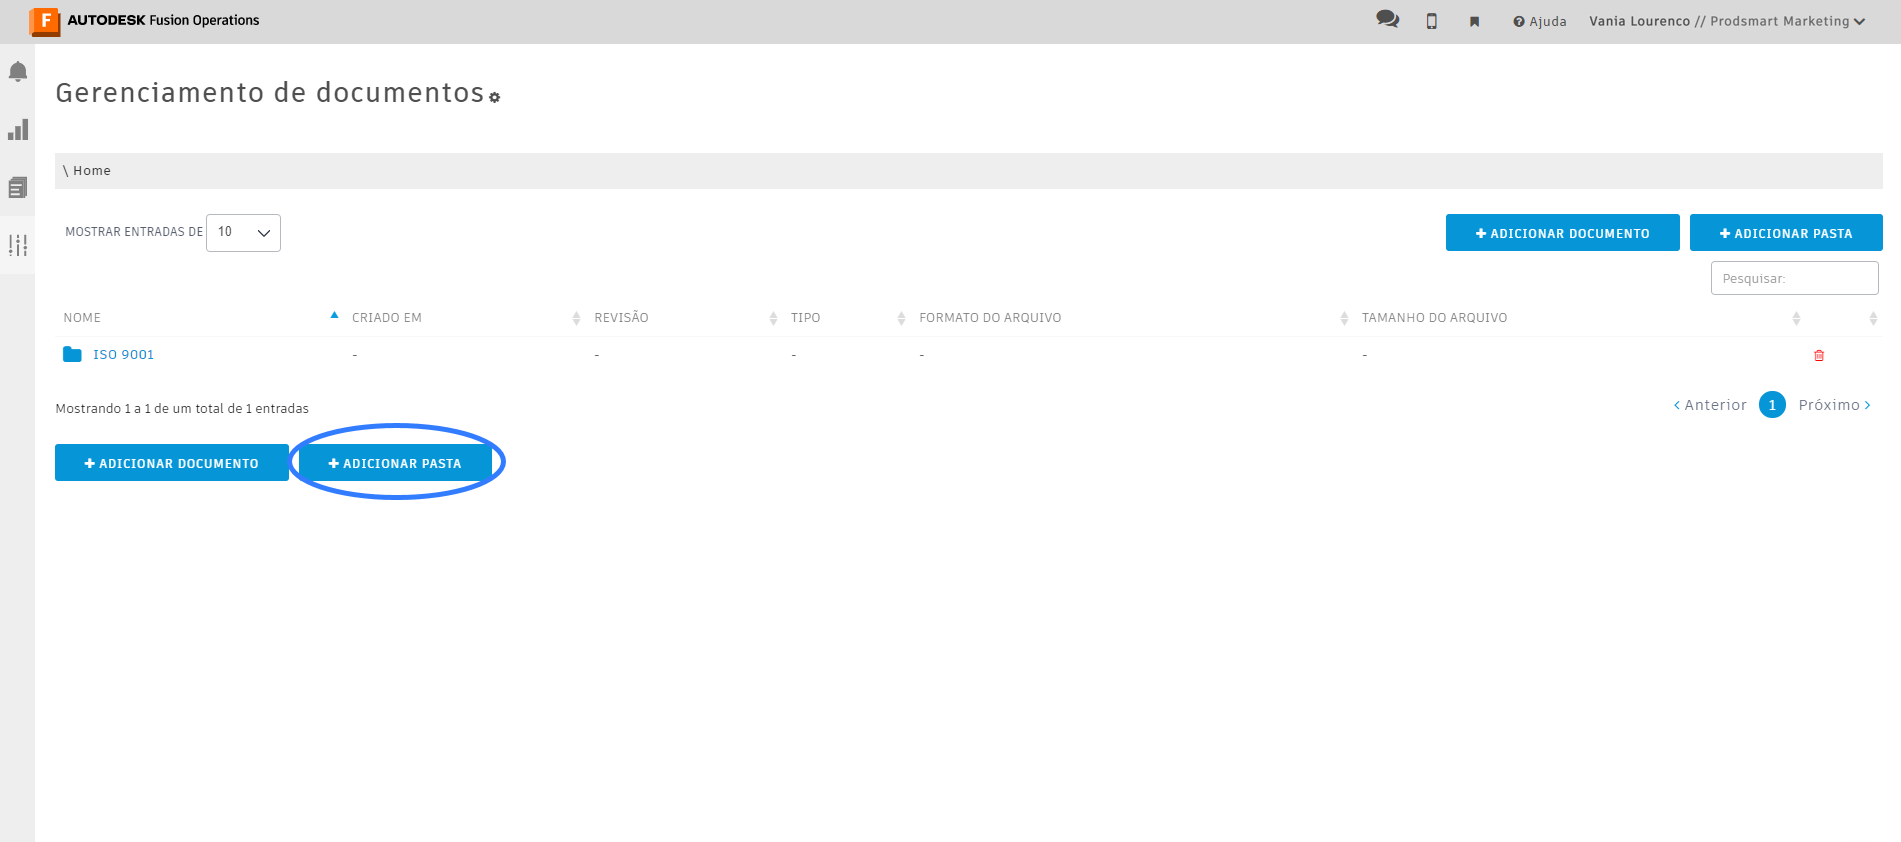 F AUTODESK Fusion Operations
Ajuda
Vania Lourenco // Prodsmart Marketing
Gerenciamento de documentos
\ Home
MOSTRAR ENTRADAS DE 10
+ ADICIONAR DOCUMENTO
+ ADICIONAR PASTA
Pesquisar:
NOME CRIADO EM REVISÃO TIPO FORMATO DO ARQUIVO TAMANHO DO ARQUIVO
ISO 9001 - - - - -
Mostrando 1 a 1 de um total de 1 entradas
‹ Anterior 1 Próximo ›
+ ADICIONAR DOCUMENTO
+ ADICIONAR PASTA